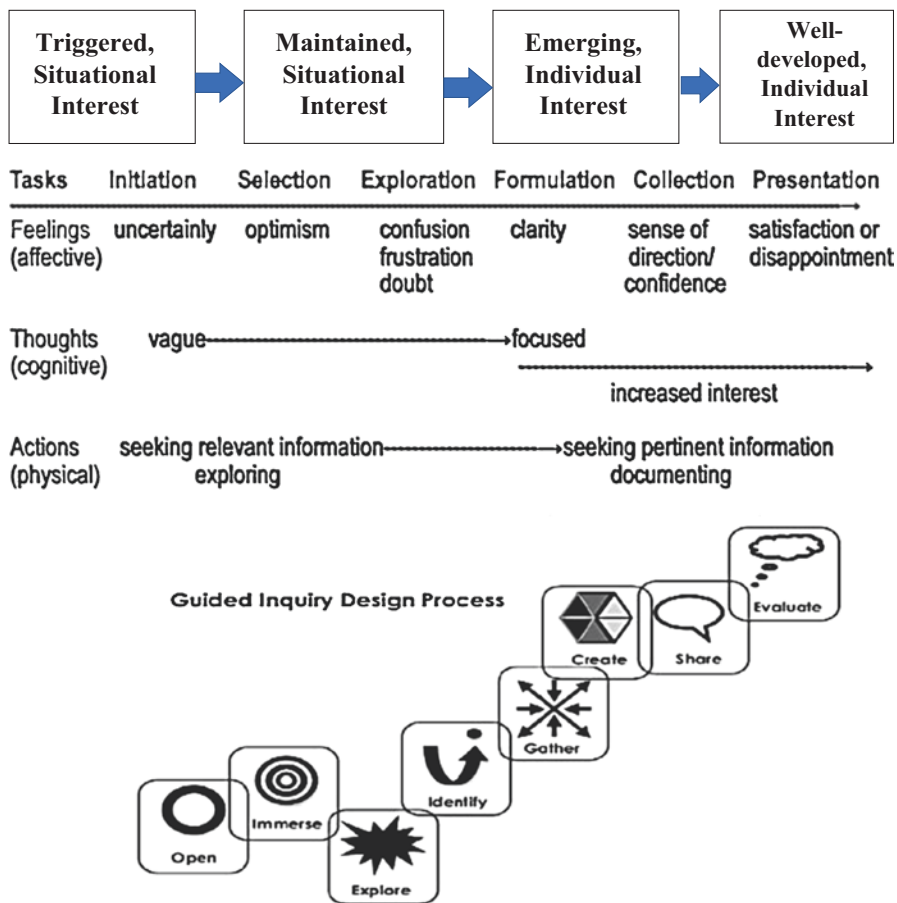 Triggered,
Situational
Interest
Maintained,
Situational
Interest
Emerging,
Individual
Interest
Well-
developed,
Individual
Interest
Tasks Initiation Selection Exploration Formulation Collection Presentation
Feelings uncertainly optimism confusion clarity sense of satisfaction or
(affective) frustration direction/ disappointment
doubt confidence
Thoughts vague focused
(cognitive)
increased interest
Actions seeking relevant information seeking pertinent information
(physical) exploring documenting
Guided Inquiry Design Process
Evaluate
Create
Share
Gather
Identify
Immerse
Open
Explore